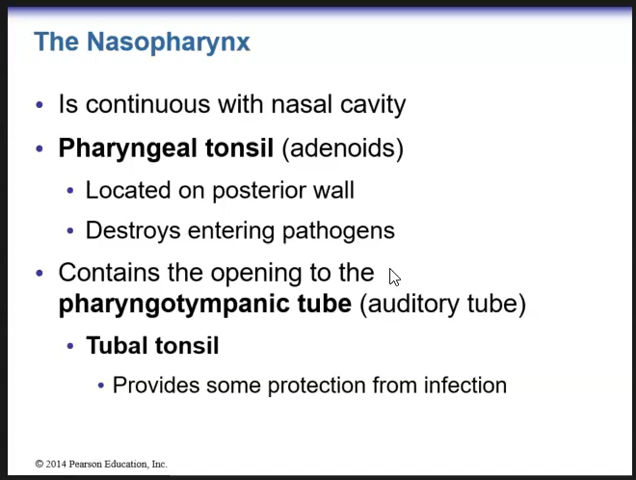 The Nasopharynx
• Is continuous with nasal cavity
• Pharyngeal tonsil (adenoids)
• Located on posterior wall
• Destroys entering pathogens
• Contains the opening to the
pharyngotympanic tube (auditory tube)
• Tubal tonsil
• Provides some protection from infection
© 2014 Pearson Education, Inc.